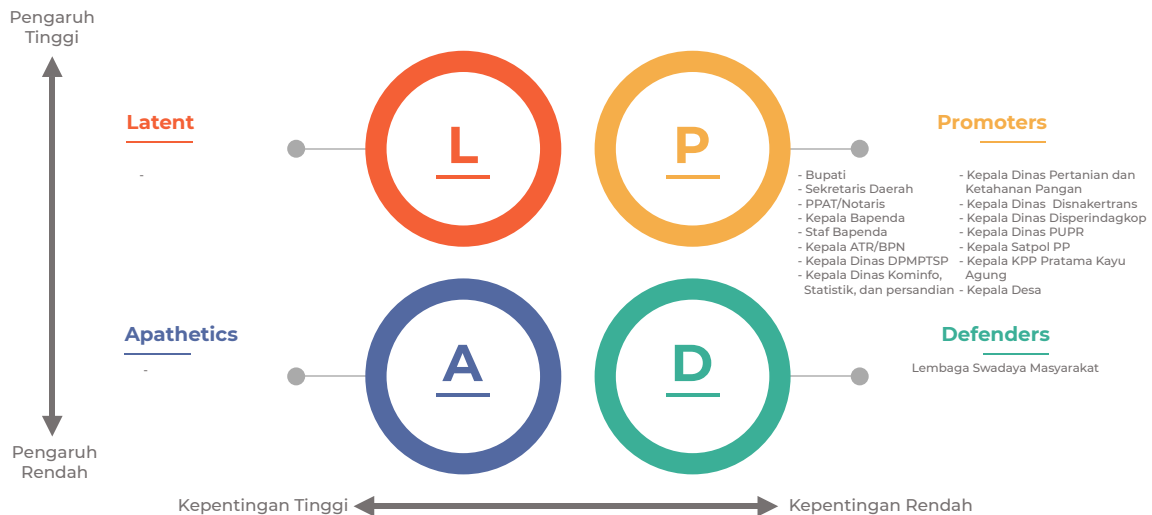 Pengaruh
Tinggi
Latent
-
L
P
Promoters
- Bupati
- Sekretaris Daerah
- PPAT/Notaris
- Kepala Bapenda
- Staf Bapenda
- Kepala ATR/BPN
- Kepala Dinas DPMPTSP
- Kepala Dinas Kominfo,
Statistik, dan persandian
- Kepala Dinas Pertanian dan
Ketahanan Pangan
- Kepala Dinas Disnakertrans
- Kepala Dinas Disperindagkop
- Kepala Dinas PUPR
- Kepala Satpol PP
- Kepala KPP Pratama Kayu
Agung
- Kepala Desa
Apathetics
-
A
D
Defenders
Lembaga Swadaya Masyarakat
Pengaruh
Rendah
Kepentingan Tinggi
Kepentingan Rendah